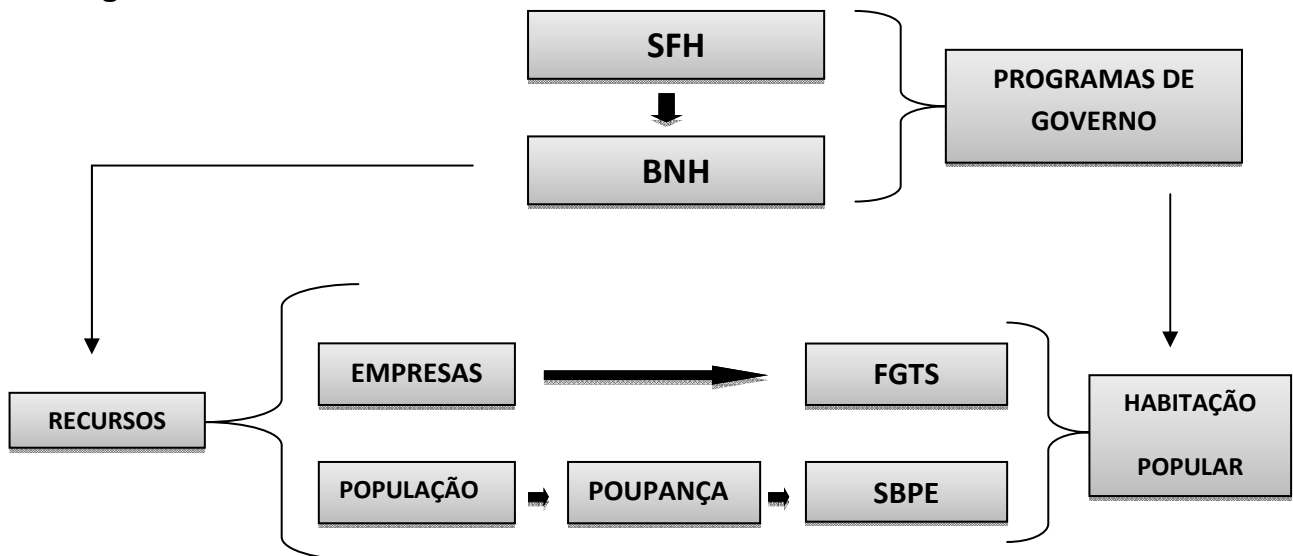 SFH
PROGRAMAS DE
GOVERNO
BNH
EMPRESAS
FGTS
RECURSOS
HABITAÇÃO
POPULAR
POPULAÇÃO
POUPANÇA
SBPE